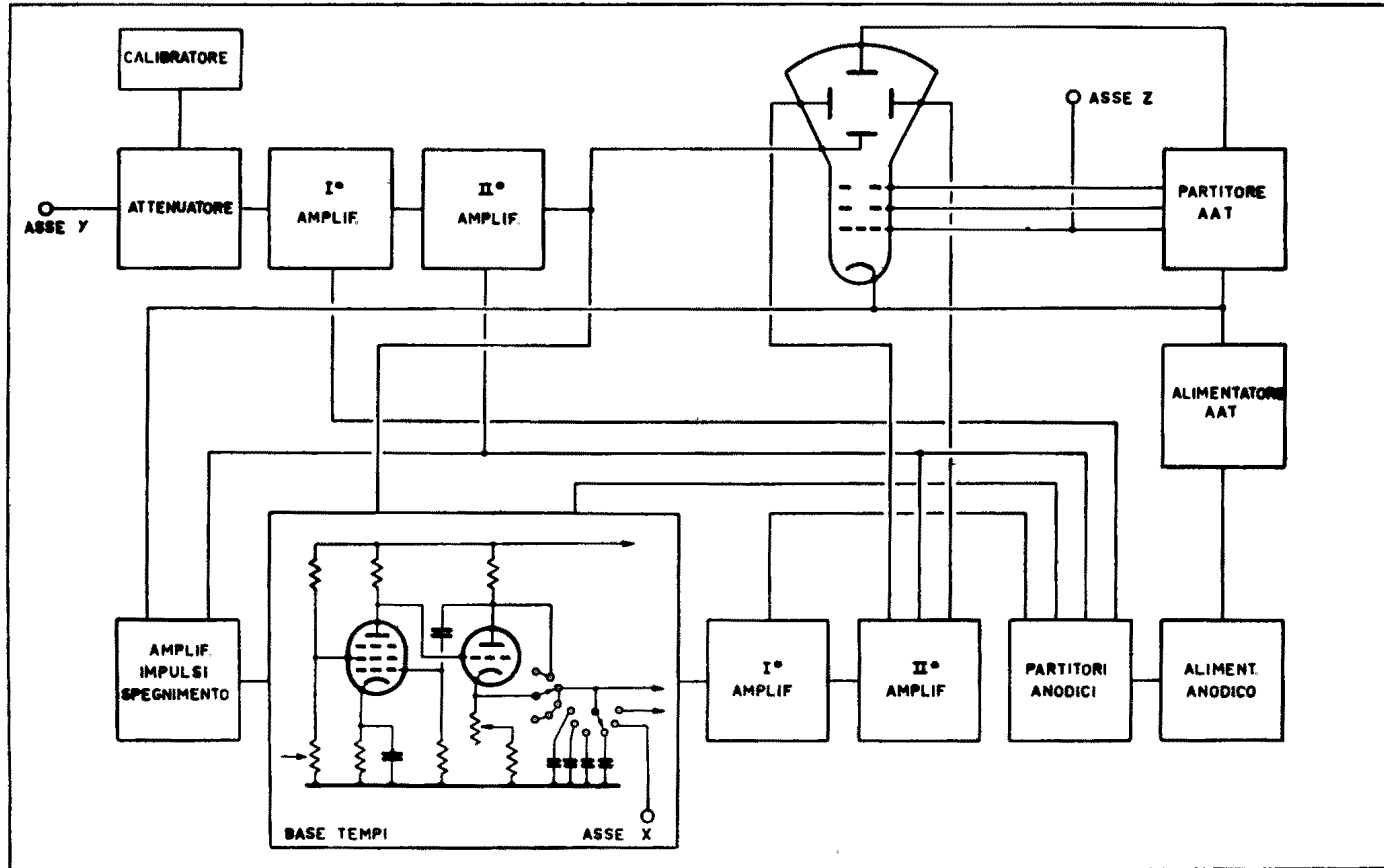 CALIBRATORE
ASSE Z
ATTENUATORE
I°
AMPLIF.
II°
AMPLIF.
PARTITORE
AAT
ASSE Y
ALIMENTATORE
AAT
AMPLIF.
IMPULSI
SPEGNIMENTO
I°
AMPLIF
II°
AMPLIF
PARTITORI
ANODICI
ALIMENT.
ANODICO
BASE TEMPI
ASSE X